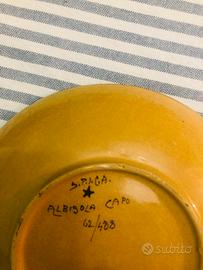 S.P.I.G.A.
★
ALBISOLA CAPO
62/488
subito